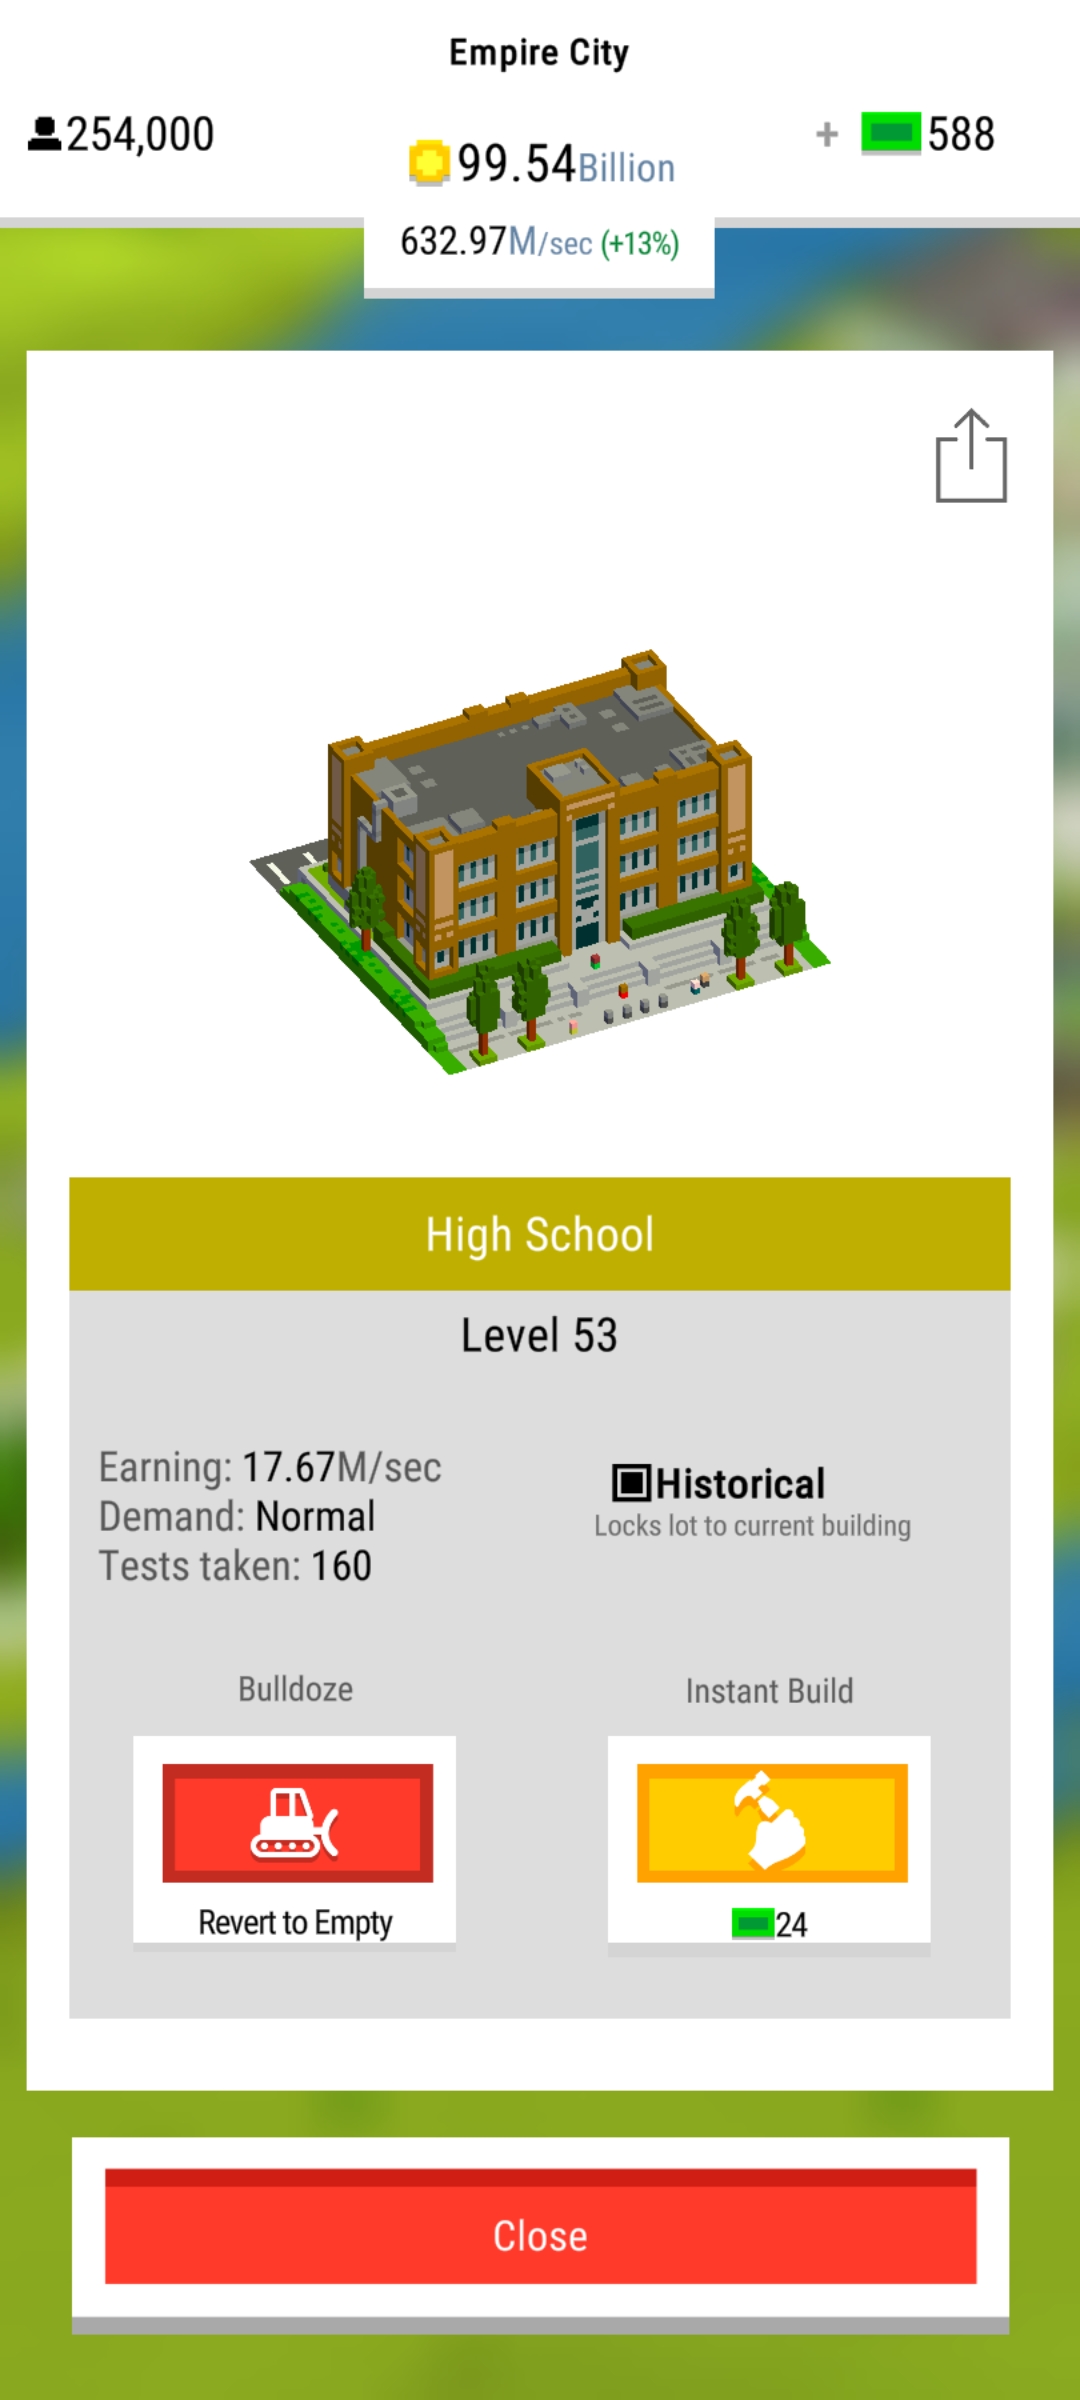 Empire City
254,000
99.54Billion
+ 588
632.97M/sec (+13%)
High School
Level 53
Earning: 17.67M/sec
Demand: Normal
Tests taken: 160
Historical
Locks lot to current building
Bulldoze
Revert to Empty
Instant Build
24
Close